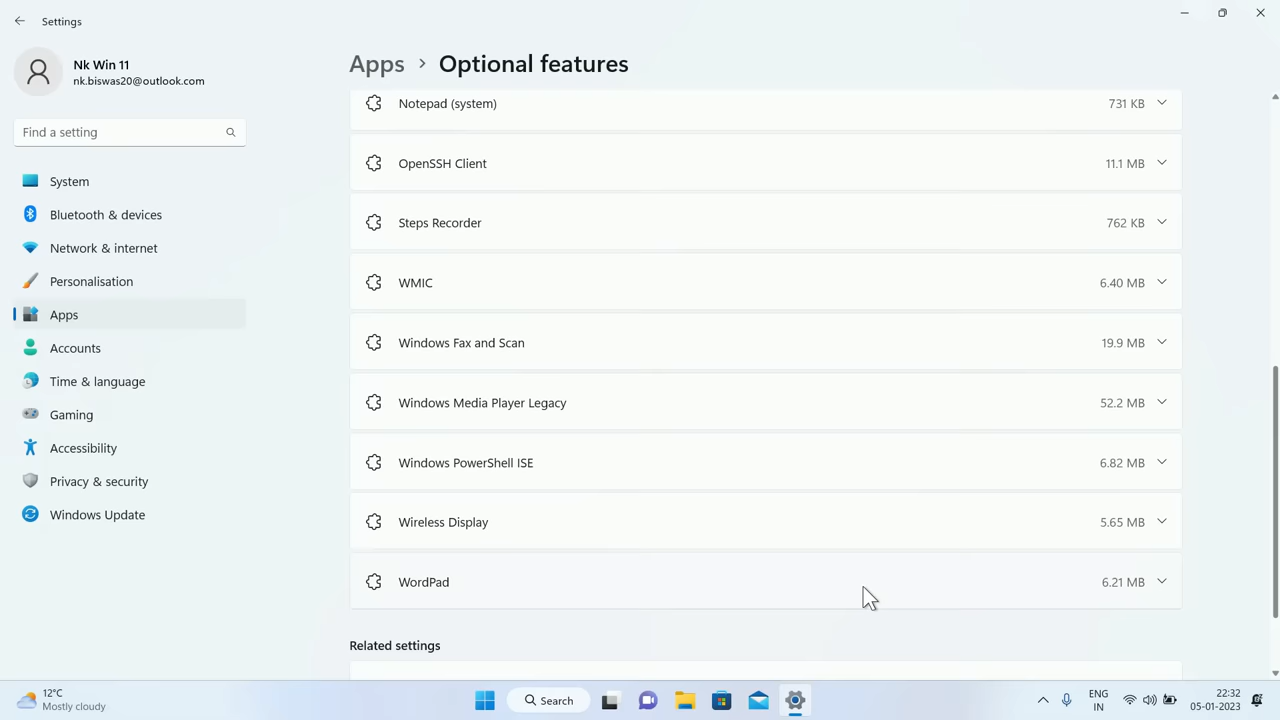 Settings
Nk Win 11
nk.biswas20@outlook.com
Find a setting
System
Bluetooth & devices
Network & internet
Personalisation
Apps
Accounts
Time & language
Gaming
Accessibility
Privacy & security
Windows Update
Apps > Optional features
Notepad (system) 731 KB
OpenSSH Client 11.1 MB
Steps Recorder 762 KB
WMIC 6.40 MB
Windows Fax and Scan 19.9 MB
Windows Media Player Legacy 52.2 MB
Windows PowerShell ISE 6.82 MB
Wireless Display 5.65 MB
WordPad 6.21 MB
Related settings
12°C
Mostly cloudy
Search
ENG
IN
22:32
05-01-2023